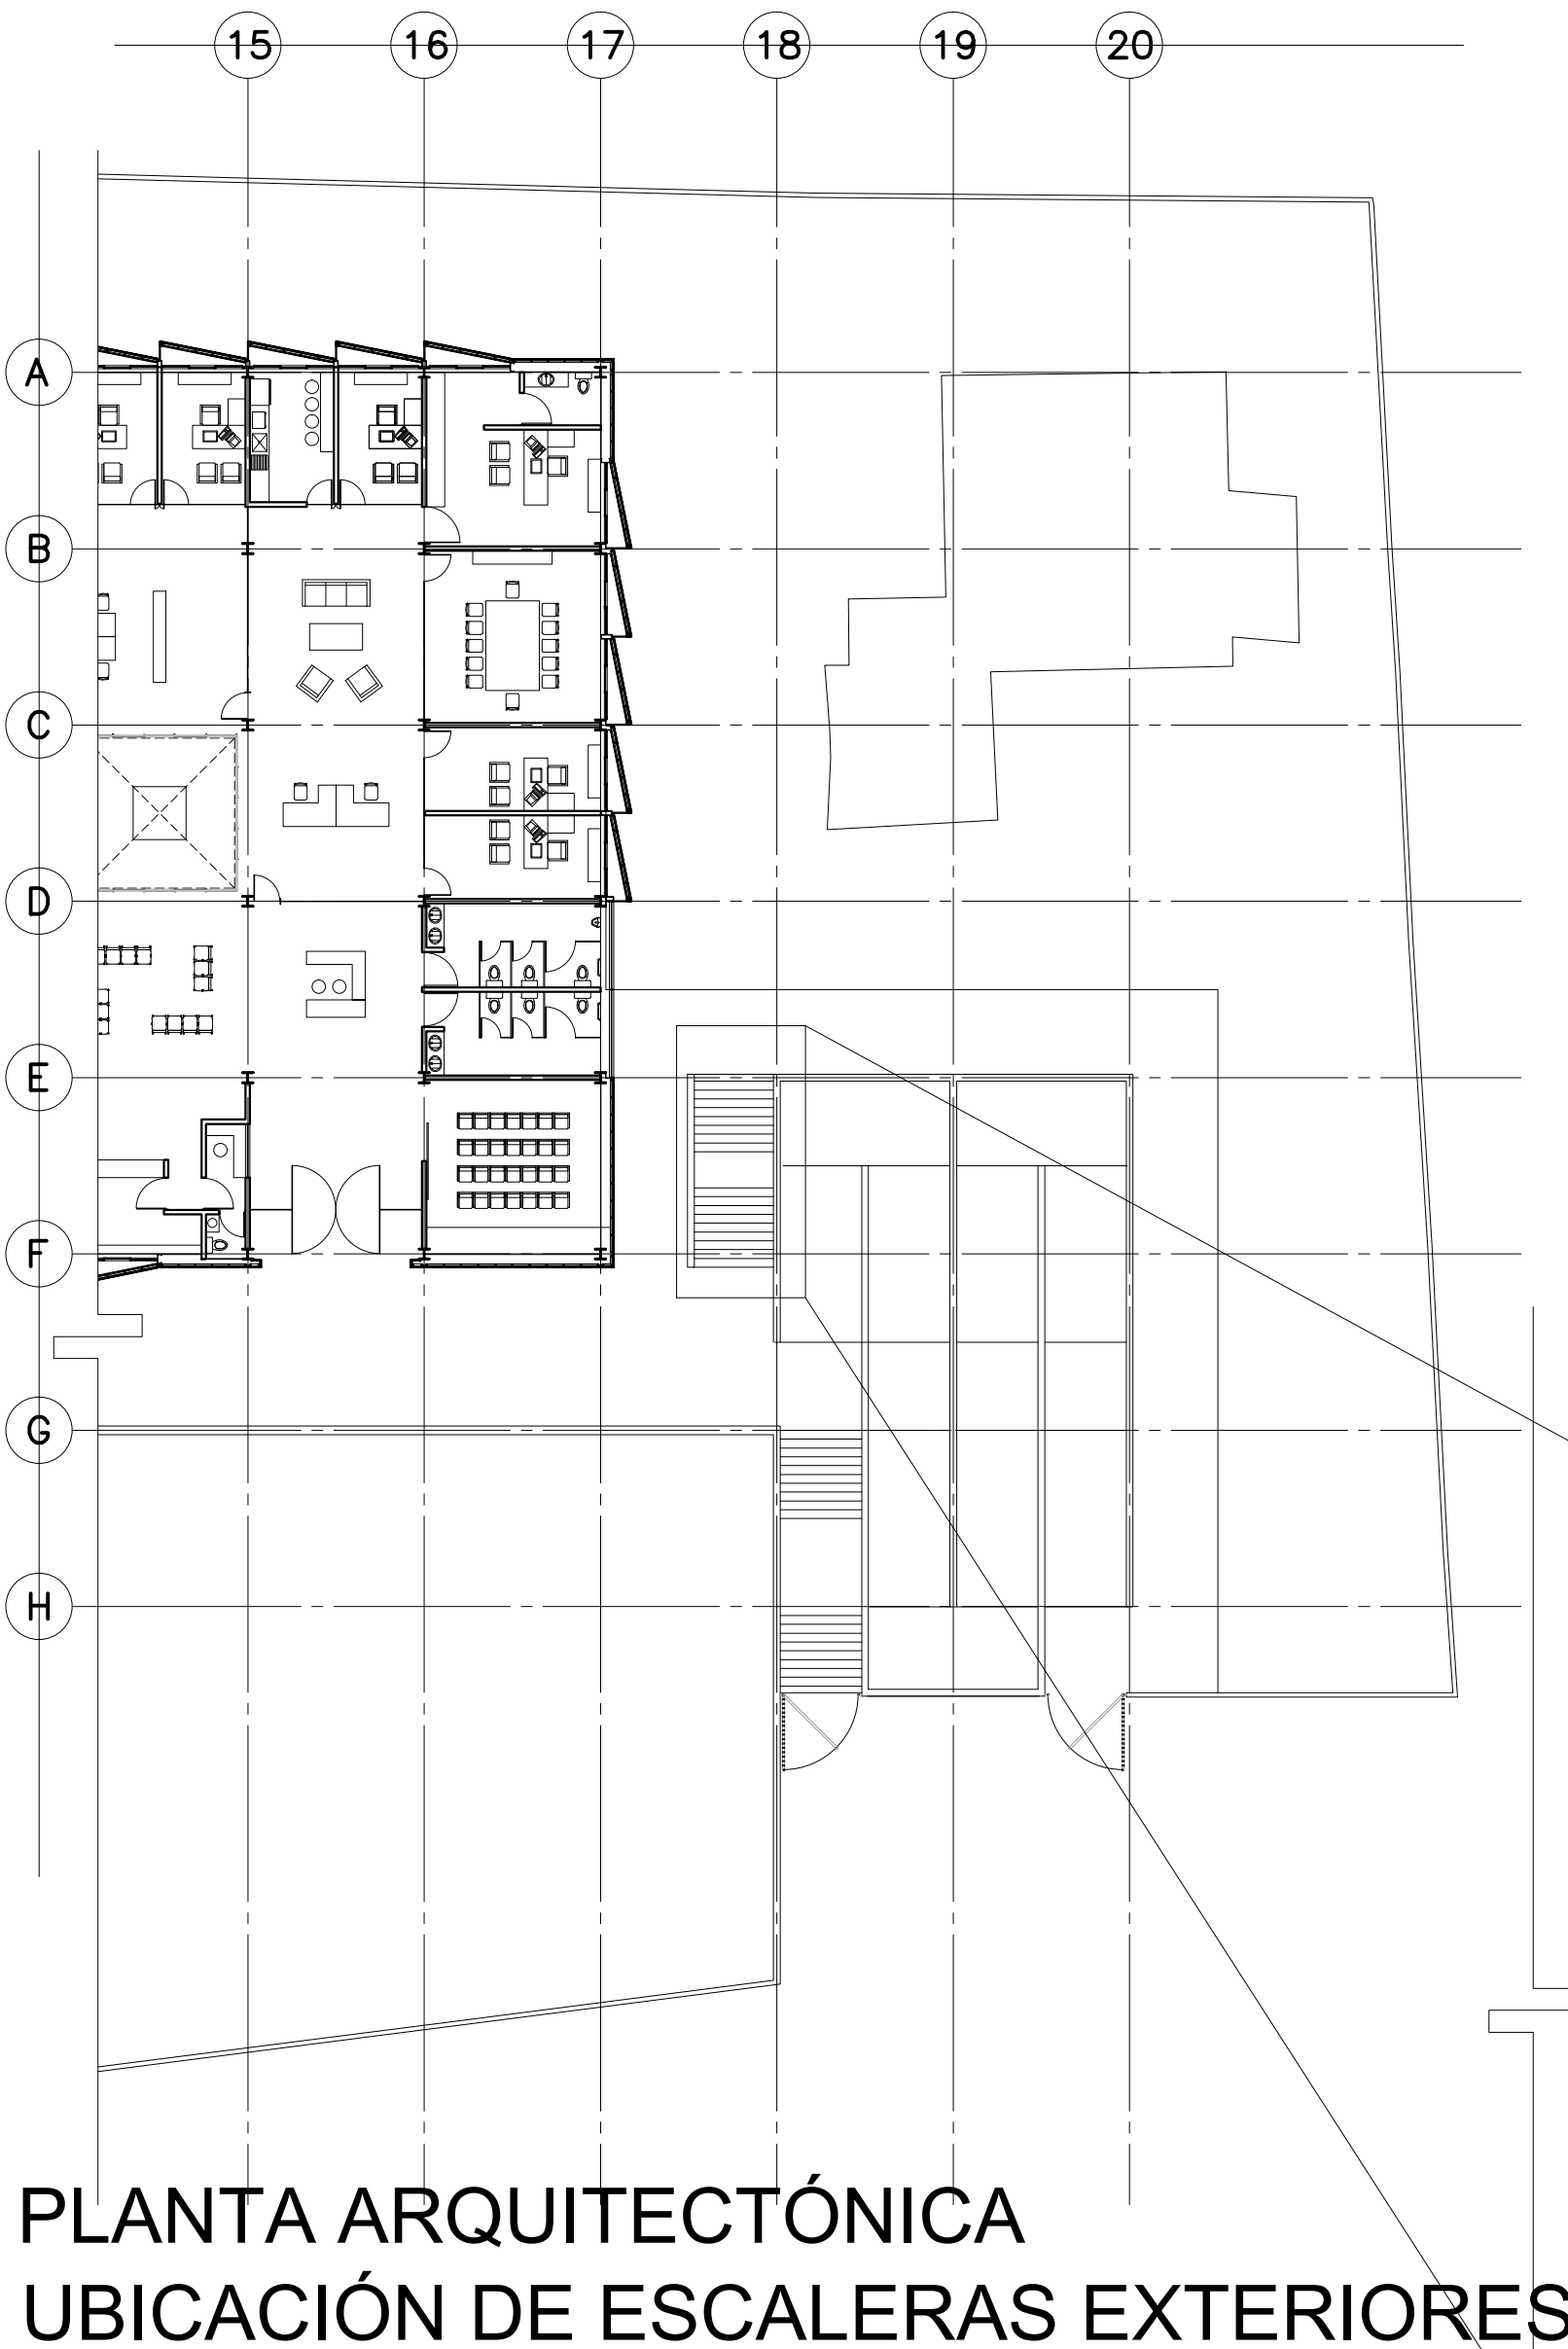 15 16 17 18 19 20
A
B
C
D
E
F
G
H
PLANTA ARQUITECTÓNICA
UBICACIÓN DE ESCALERAS EXTERIORES